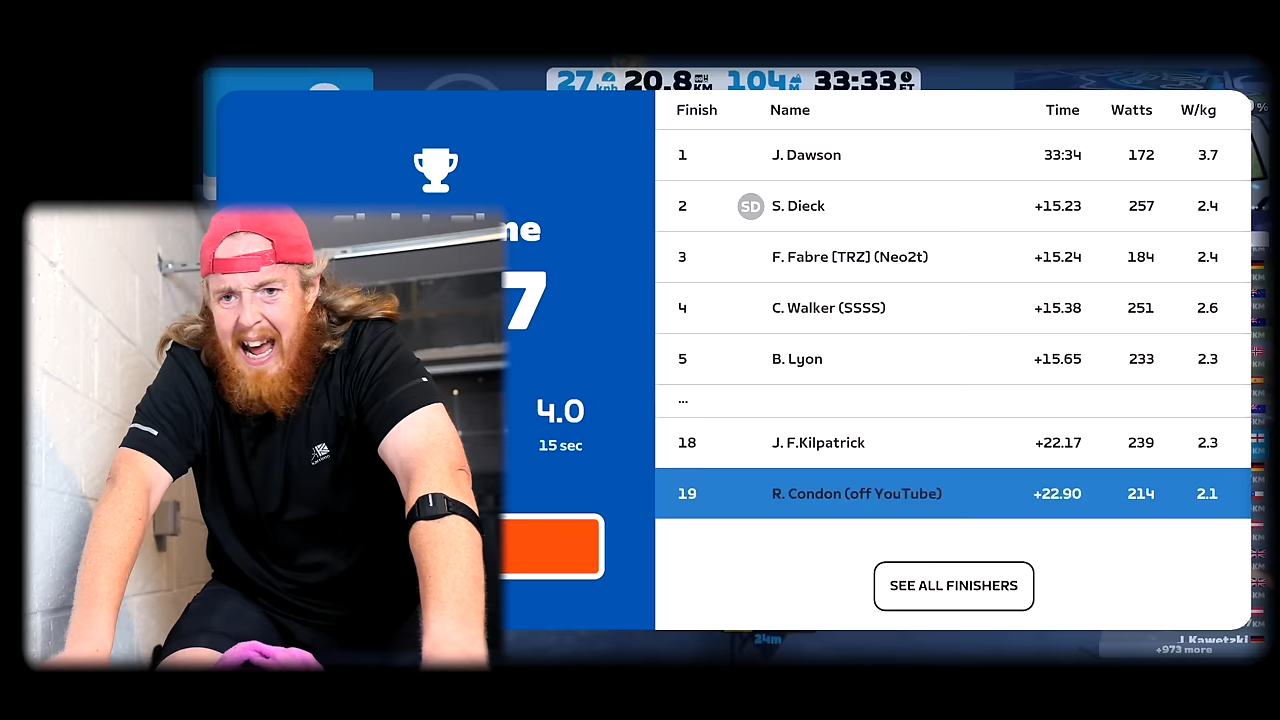 27 kph 20.8 KM 104 M 33:33 ET
Finish Name Time Watts W/kg
1 J. Dawson 33:34 172 3.7
2 SD S. Dieck +15.23 257 2.4
3 F. Fabre [TRZ] (Neo2t) +15.24 184 2.4
4 C. Walker (SSSS) +15.38 251 2.6
5 B. Lyon +15.65 233 2.3
...
18 J. F.Kilpatrick +22.17 239 2.3
19 R. Condon (off YouTube) +22.90 214 2.1
SEE ALL FINISHERS
7
4.0
15 sec
24m
J.Kawetzki
+973 more